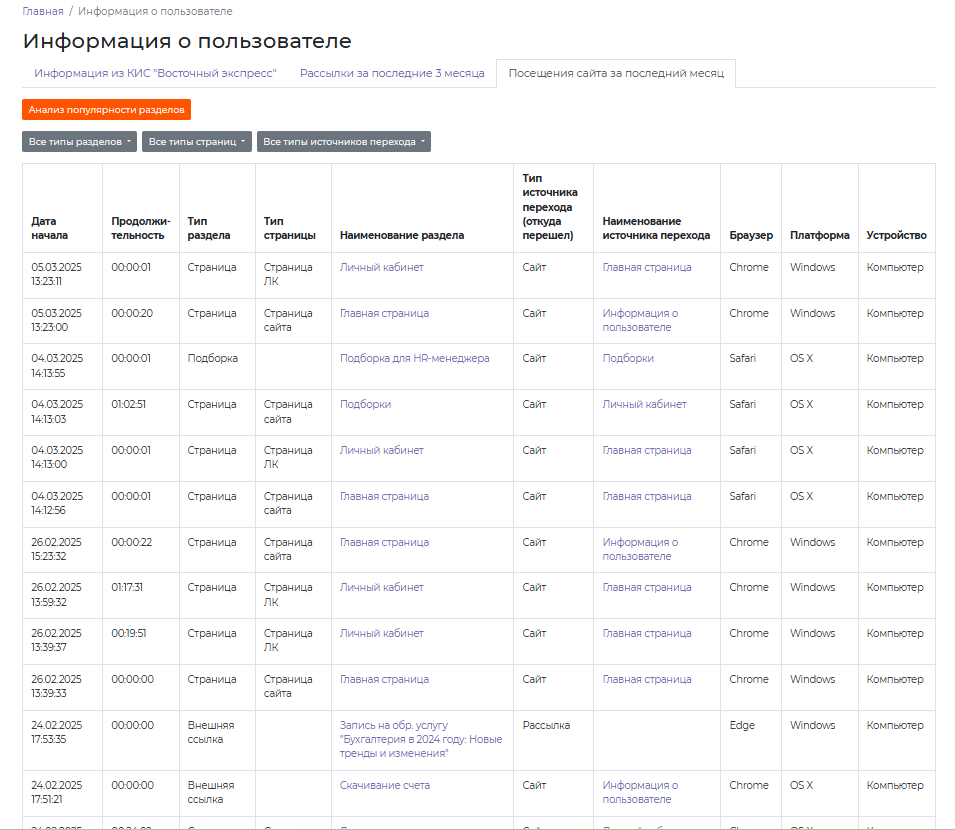 Главная / Информация о пользователе
Информация о пользователе
Информация из КИС "Восточный экспресс" Рассылки за последние 3 месяца Посещения сайта за последний месяц
Анализ популярности разделов
Все типы разделов Все типы страниц Все типы источников перехода
Дата начала Продолжи-тельность Тип раздела Тип страницы Наименование раздела Тип источника перехода (откуда перешел) Наименование источника перехода Браузер Платформа Устройство
05.03.2025 13:23:11 00:00:01 Страница Страница ЛК Личный кабинет Сайт Главная страница Chrome Windows Компьютер
05.03.2025 13:23:00 00:00:20 Страница Страница сайта Главная страница Сайт Информация о пользователе Chrome Windows Компьютер
04.03.2025 14:13:55 00:00:01 Подборка Подборка для HR-менеджера Сайт Подборки Safari OS X Компьютер
04.03.2025 14:13:03 01:02:51 Страница Страница сайта Подборки Сайт Личный кабинет Safari OS X Компьютер
04.03.2025 14:13:00 00:00:01 Страница Страница ЛК Личный кабинет Сайт Главная страница Safari OS X Компьютер
04.03.2025 14:12:56 00:00:01 Страница Страница сайта Главная страница Сайт Главная страница Safari OS X Компьютер
26.02.2025 15:23:32 00:00:22 Страница Страница сайта Главная страница Сайт Информация о пользователе Chrome Windows Компьютер
26.02.2025 13:59:32 01:17:31 Страница Страница ЛК Личный кабинет Сайт Главная страница Chrome Windows Компьютер
26.02.2025 13:39:37 00:19:51 Страница Страница ЛК Личный кабинет Сайт Главная страница Chrome Windows Компьютер
26.02.2025 13:39:33 00:00:00 Страница Страница сайта Главная страница Сайт Главная страница Chrome Windows Компьютер
24.02.2025 17:53:35 00:00:00 Внешняя ссылка Запись на обр. услугу "Бухгалтерия в 2024 году: Новые тренды и изменения" Рассылка Edge Windows Компьютер
24.02.2025 17:51:21 00:00:00 Внешняя ссылка Скачивание счета Сайт Информация о пользователе Chrome OS X Компьютер